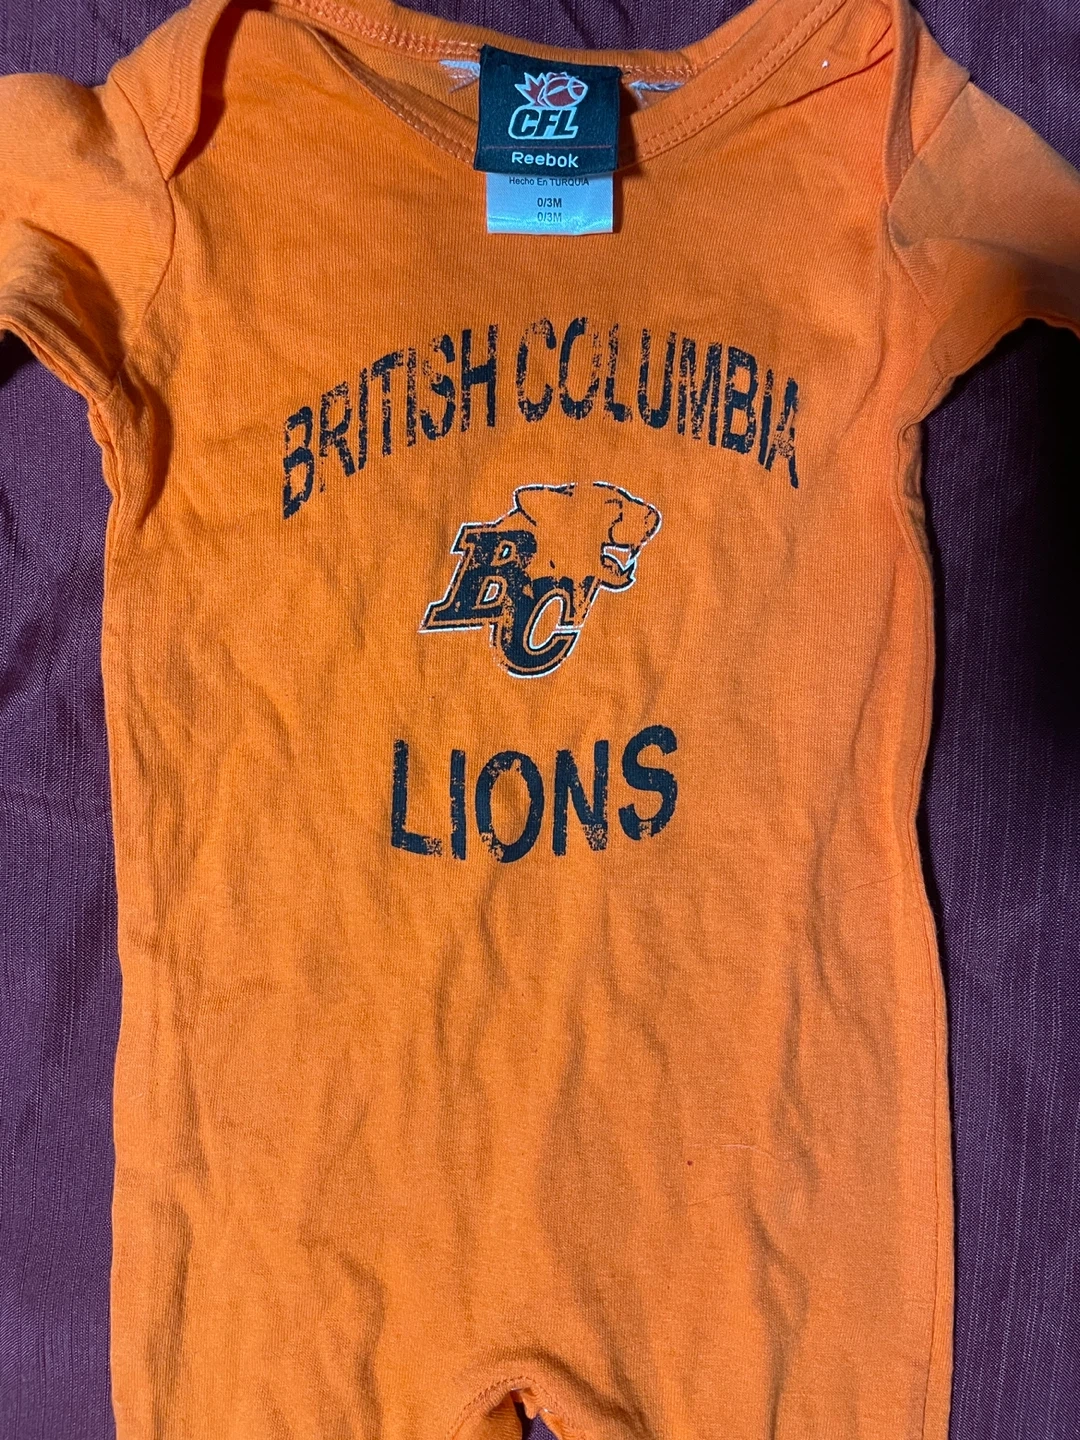 CFL
Reebok
Hecho En TURQUIA
0/3M
0/3M
BRITISH COLUMBIA
BC
LIONS